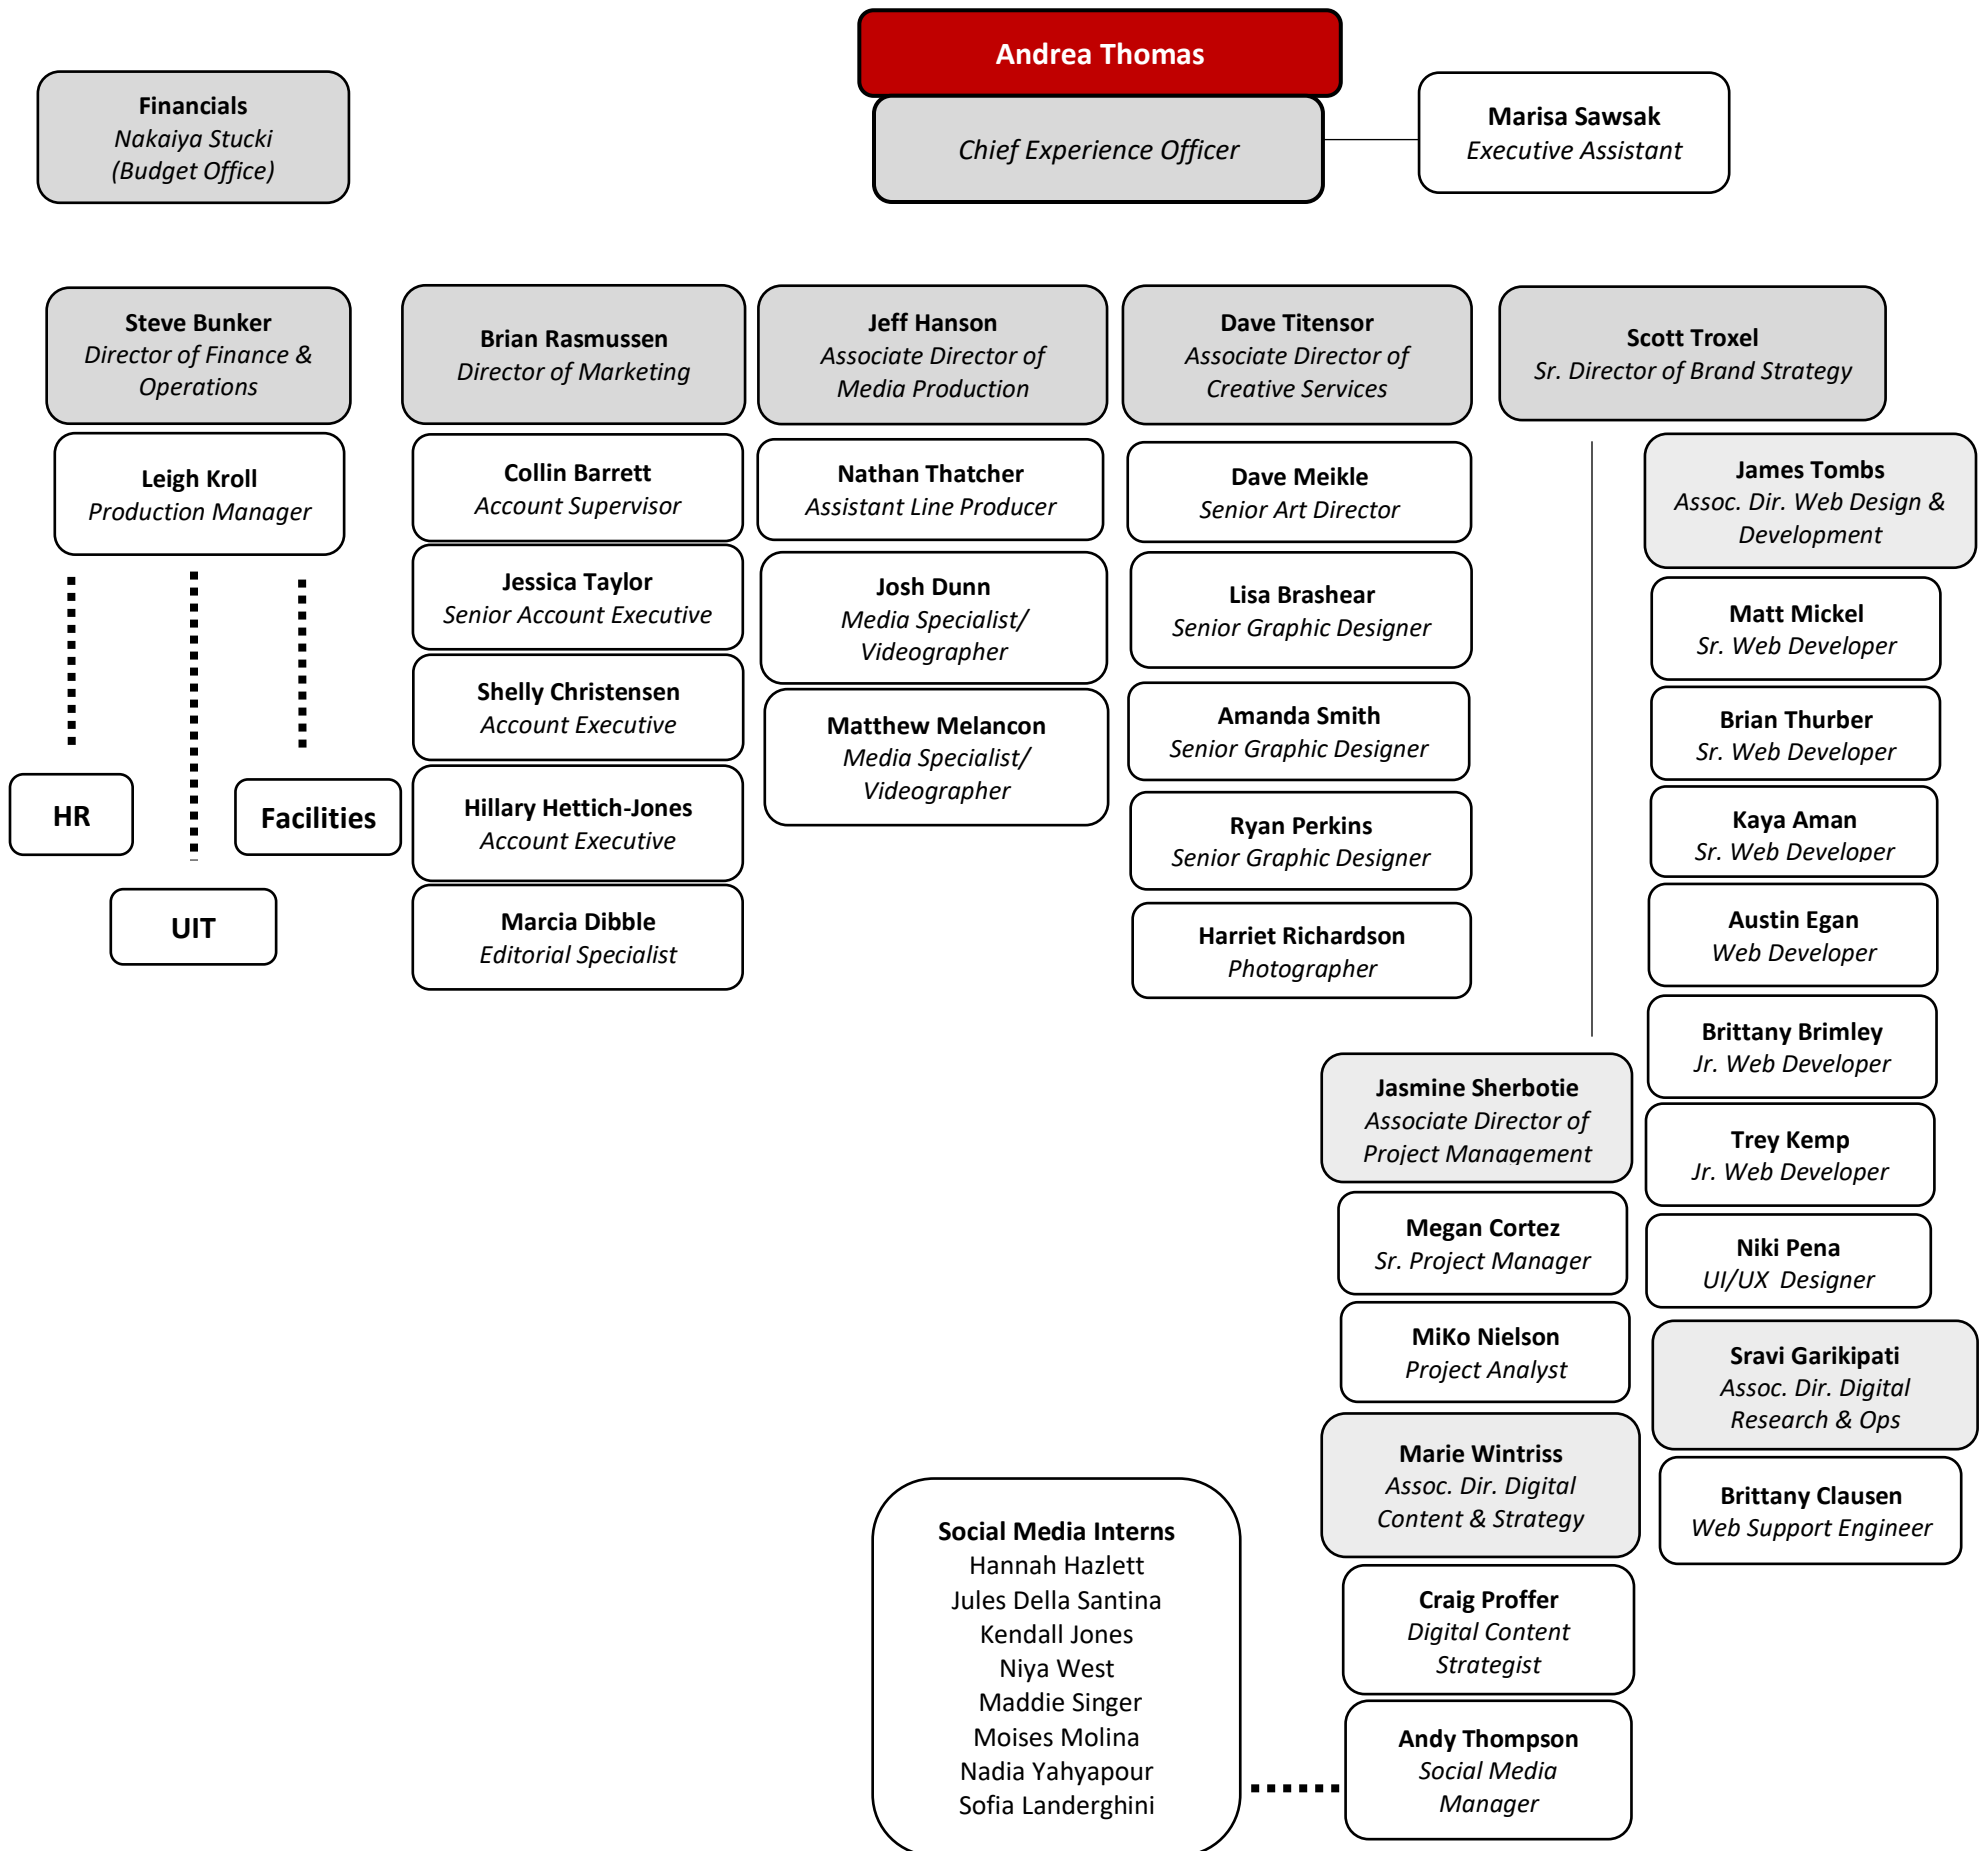 Andrea Thomas
Chief Experience Officer
Marisa Sawsak
Executive Assistant
Financials
Nakaiya Stucki
(Budget Office)
Steve Bunker
Director of Finance &
Operations
Leigh Kroll
Production Manager
HR
UIT
Facilities
Brian Rasmussen
Director of Marketing
Collin Barrett
Account Supervisor
Jessica Taylor
Senior Account Executive
Shelly Christensen
Account Executive
Hillary Hettich-Jones
Account Executive
Marcia Dibble
Editorial Specialist
Jeff Hanson
Associate Director of
Media Production
Nathan Thatcher
Assistant Line Producer
Josh Dunn
Media Specialist/
Videographer
Matthew Melancon
Media Specialist/
Videographer
Dave Titensor
Associate Director of
Creative Services
Dave Meikle
Senior Art Director
Lisa Brashear
Senior Graphic Designer
Amanda Smith
Senior Graphic Designer
Ryan Perkins
Senior Graphic Designer
Harriet Richardson
Photographer
Scott Troxel
Sr. Director of Brand Strategy
James Tombs
Assoc. Dir. Web Design &
Development
Matt Mickel
Sr. Web Developer
Brian Thurber
Sr. Web Developer
Kaya Aman
Sr. Web Developer
Austin Egan
Web Developer
Brittany Brimley
Jr. Web Developer
Trey Kemp
Jr. Web Developer
Niki Pena
UI/UX Designer
Sravi Garikipati
Assoc. Dir. Digital
Research & Ops
Brittany Clausen
Web Support Engineer
Jasmine Sherbotie
Associate Director of
Project Management
Megan Cortez
Sr. Project Manager
MiKo Nielson
Project Analyst
Marie Wintriss
Assoc. Dir. Digital
Content & Strategy
Craig Proffer
Digital Content
Strategist
Andy Thompson
Social Media
Manager
Social Media Interns
Hannah Hazlett
Jules Della Santina
Kendall Jones
Niya West
Maddie Singer
Moises Molina
Nadia Yahyapour
Sofia Landerghini